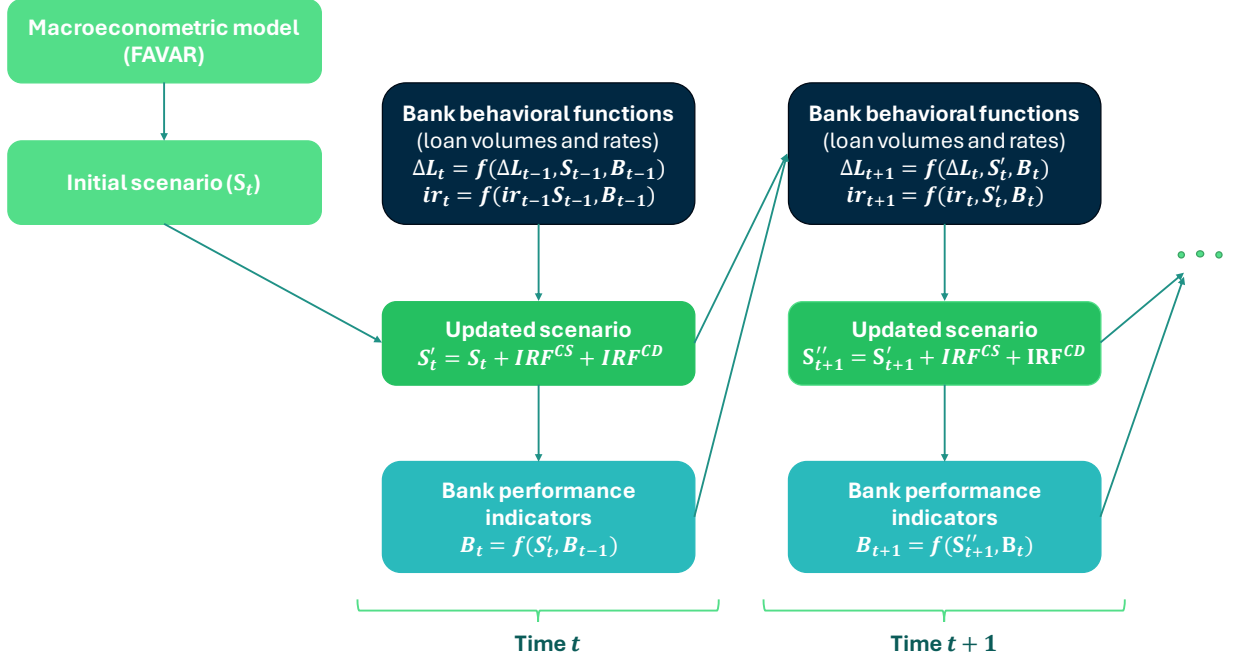 Macroeconometric model
(FAVAR)
Initial scenario (S_t)
Bank behavioral functions
(loan volumes and rates)
ΔL_t = f(ΔL_{t−1}, S_{t−1}, B_{t−1})
ir_t = f(ir_{t−1}S_{t−1}, B_{t−1})
Updated scenario
S′_t = S_t + IRF^{CS} + IRF^{CD}
Bank performance
indicators
B_t = f(S′_t, B_{t−1})
Time t
Bank behavioral functions
(loan volumes and rates)
ΔL_{t+1} = f(ΔL_t, S′_t, B_t)
ir_{t+1} = f(ir_t, S′_t, B_t)
Updated scenario
S′′_{t+1} = S′_{t+1} + IRF^{CS} + IRF^{CD}
Bank performance
indicators
B_{t+1} = f(S′′_{t+1}, B_t)
Time t + 1